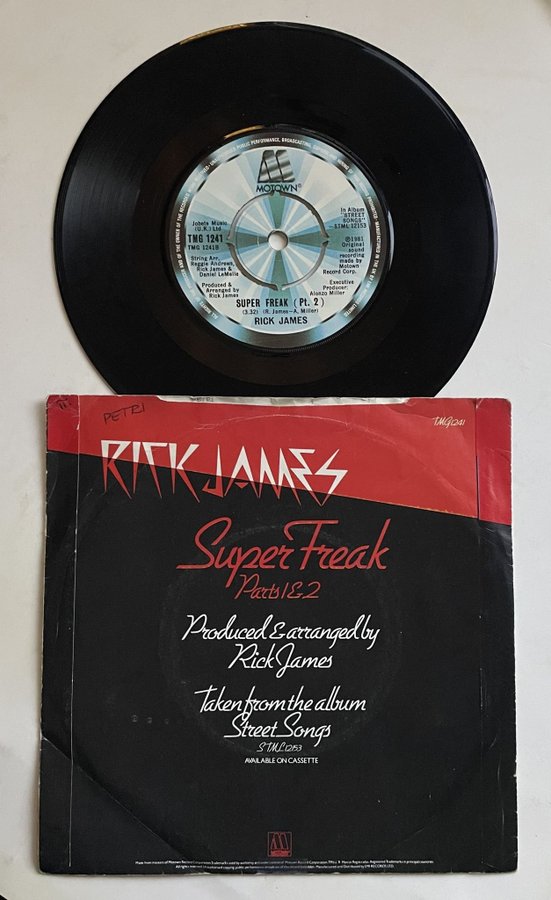 MOTOWN®
Jobete Music
(U.K.) Ltd
TMG 1241
TMG 1241B
String Arr.
Reggie Andrews,
Rick James &
Daniel LeMelle
Produced &
Arranged by
Rick James
In Album
"STREET
SONGS"
STML 12153
℗1981
Original
sound
recording
made by
Motown
Record Corp.
Executive
Producer:
Alonzo Miller
SUPER FREAK (Pt. 2)
(3.32) (R. James—A. Miller)
RICK JAMES
PETRI
TMG1241
RICK JAMES
Super Freak
Parts 1 & 2
Produced & arranged by
Rick James
Taken from the album
Street Songs
STML 12153
AVAILABLE ON CASSETTE